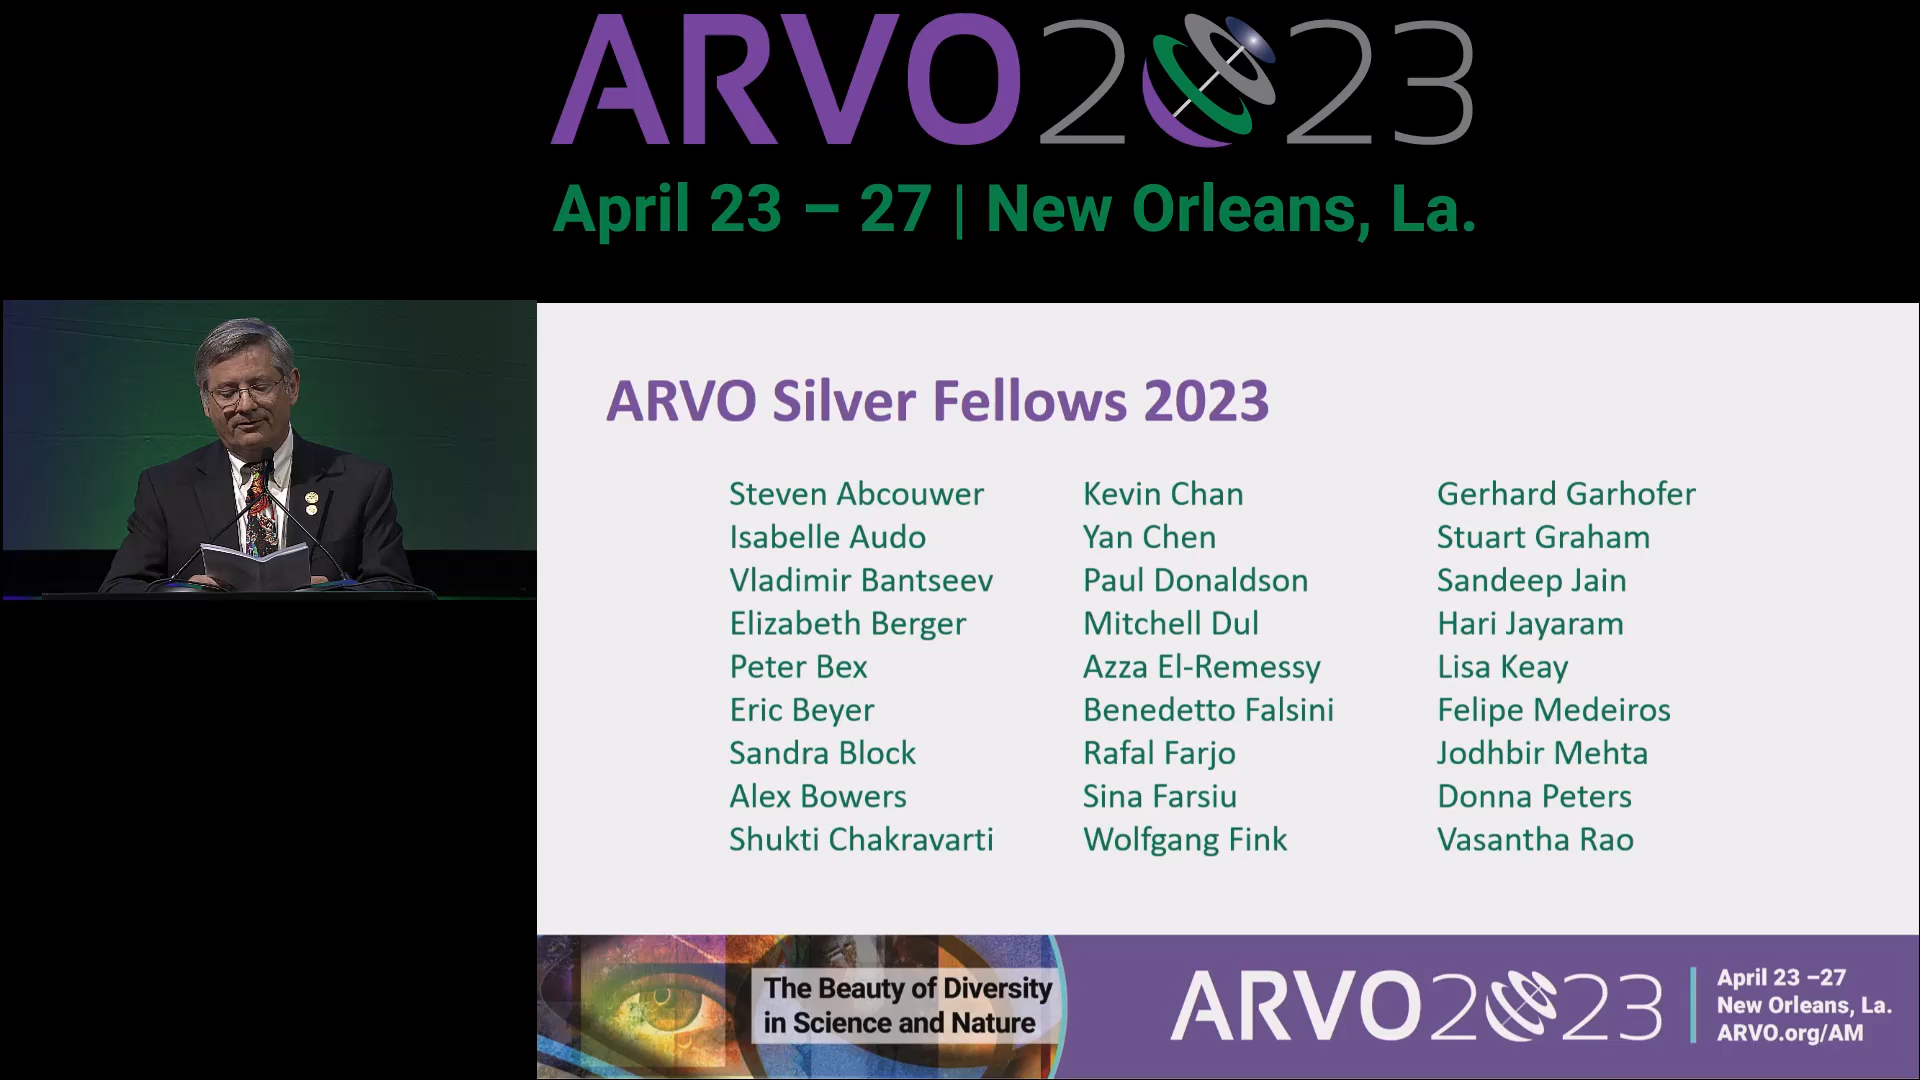 ARVO2023
April 23 – 27 | New Orleans, La.
ARVO Silver Fellows 2023
Steven Abcouwer
Isabelle Audo
Vladimir Bantseev
Elizabeth Berger
Peter Bex
Eric Beyer
Sandra Block
Alex Bowers
Shukti Chakravarti
Kevin Chan
Yan Chen
Paul Donaldson
Mitchell Dul
Azza El-Remessy
Benedetto Falsini
Rafal Farjo
Sina Farsiu
Wolfgang Fink
Gerhard Garhofer
Stuart Graham
Sandeep Jain
Hari Jayaram
Lisa Keay
Felipe Medeiros
Jodhbir Mehta
Donna Peters
Vasantha Rao
The Beauty of Diversity
in Science and Nature
ARVO2023
April 23 –27
New Orleans, La.
ARVO.org/AM